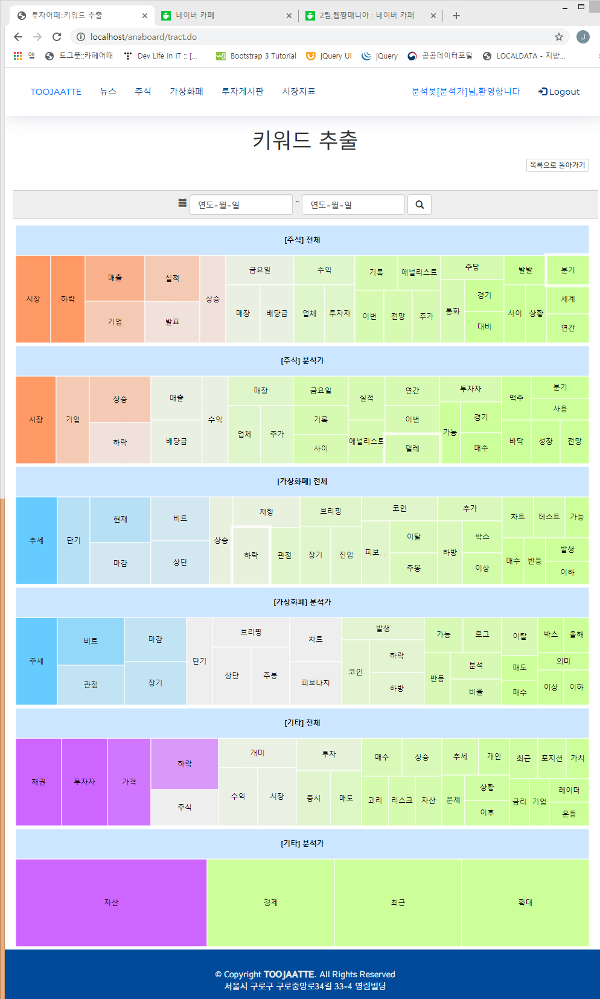 투자어때::키워드 추출
네이버 카페
2팀,웹짱매니아 : 네이버 카페
localhost/anaboard/tract.do
J
앱
도그풋::카페어때
Dev Life in IT :: [...
Bootstrap 3 Tutorial
jQuery UI
jQuery
공공데이터포털
LOCALDATA - 지방...
TOOJAATTE 뉴스 주식 가상화폐 투자게시판 시장지표 분석봇[분석가]님,환영합니다 Logout
키워드 추출
목록으로 돌아가기
연도-월-일 ~ 연도-월-일
[주식] 전체
시장
하락
매출
기업
실적
발표
상승
금요일
매장
배당금
수익
업체
투자자
기록
애널리스트
이번
전망
주가
주당
통화
경기
대비
발발
사이
상황
분기
세계
연간
[주식] 분석가
시장
기업
상승
하락
매출
배당금
수익
매장
업체
주가
금요일
기록
사이
실적
애널리스트
연간
이번
텔레
투자자
가능
경기
매수
맥주
바닥
분기
사용
성장
전망
[가상화폐] 전체
추세
단기
현재
마감
비트
상단
상승
저항
하락
관점
브리핑
장기
진입
코인
피보...
이탈
주봉
추가
하방
박스
이상
차트
테스트
가능
매수
반등
발생
이하
[가상화폐] 분석가
추세
비트
관점
마감
장기
단기
브리핑
상단
주봉
차트
피보나치
발생
코인
하락
하방
가능
로그
반등
분석
비율
이탈
매도
매수
박스
올해
의미
이상
이하
[기타] 전체
채권
투자자
가격
하락
주식
개미
수익
시장
투자
증시
매도
매수
상승
괴리
리스크
자산
추세
개인
문제
상황
이후
최근
포지션
가치
금리
기업
레이더
운동
[기타] 분석가
자산
경제
최근
확대
© Copyright TOOJAATTE. All Rights Reserved
서울시 구로구 구로중앙로34길 33-4 영림빌딩